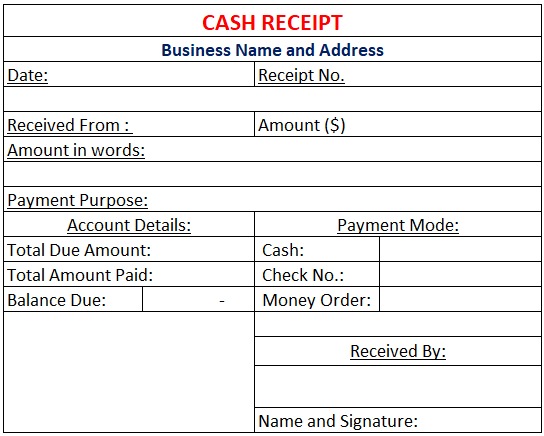 CASH RECEIPT
Business Name and Address
Date: Receipt No.
Received From : Amount ($)
Amount in words:
Payment Purpose:
Account Details: Payment Mode:
Total Due Amount: Cash:
Total Amount Paid: Check No.:
Balance Due: - Money Order:
Received By:
Name and Signature: